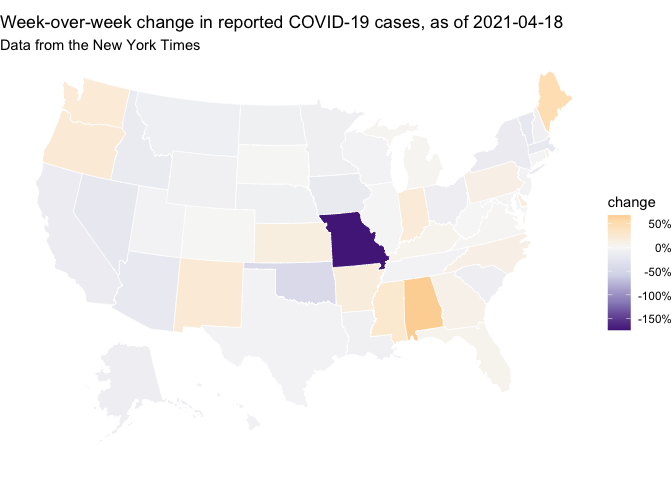 Week-over-week change in reported COVID-19 cases, as of 2021-04-18
Data from the New York Times
change
50%
0%
-50%
-100%
-150%